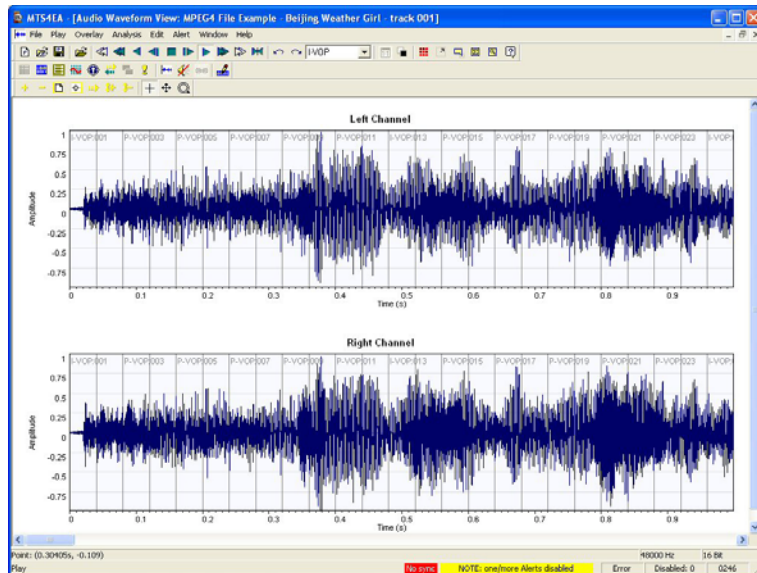 MTS4EA - [Audio Waveform View: MPEG4 File Example - Beijing Weather Girl - track 001]
File Play Overlay Analysis Edit Alert Window Help
I-VOP
Left Channel
I-VOP:001 P-VOP:003 P-VOP:005 P-VOP:007 P-VOP:009 P-VOP:011 P-VOP:013 P-VOP:015 P-VOP:017 P-VOP:019 P-VOP:021 P-VOP:023
1
0.75
0.5
0.25
0
-0.25
-0.5
-0.75
Amplitude
0 0.1 0.2 0.3 0.4 0.5 0.6 0.7 0.8 0.9
Time (s)
Right Channel
I-VOP:001 P-VOP:003 P-VOP:005 P-VOP:007 P-VOP:009 P-VOP:011 P-VOP:013 P-VOP:015 P-VOP:017 P-VOP:019 P-VOP:021 P-VOP:023
1
0.75
0.5
0.25
0
-0.25
-0.5
-0.75
Amplitude
0 0.1 0.2 0.3 0.4 0.5 0.6 0.7 0.8 0.9
Time (s)
Point: (0.30405s, -0.109) 48000 Hz 16 Bit
Play No sync NOTE: one/more Alerts disabled Error Disabled: 0 0246